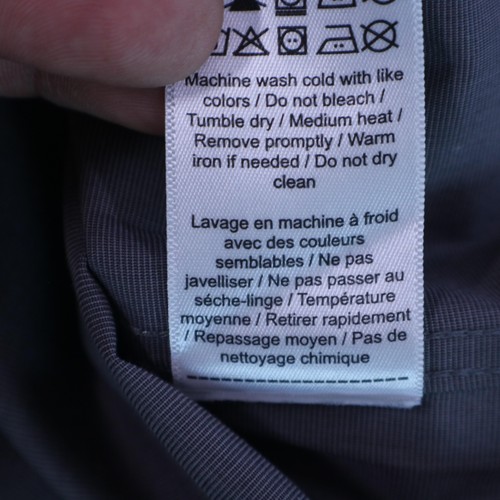 Machine wash cold with like
colors / Do not bleach /
Tumble dry / Medium heat /
Remove promptly / Warm
iron if needed / Do not dry
clean
Lavage en machine à froid
avec des couleurs
semblables / Ne pas
javelliser / Ne pas passer au
séche-linge / Température
moyenne / Retirer rapidement
/ Repassage moyen / Pas de
nettoyage chimique